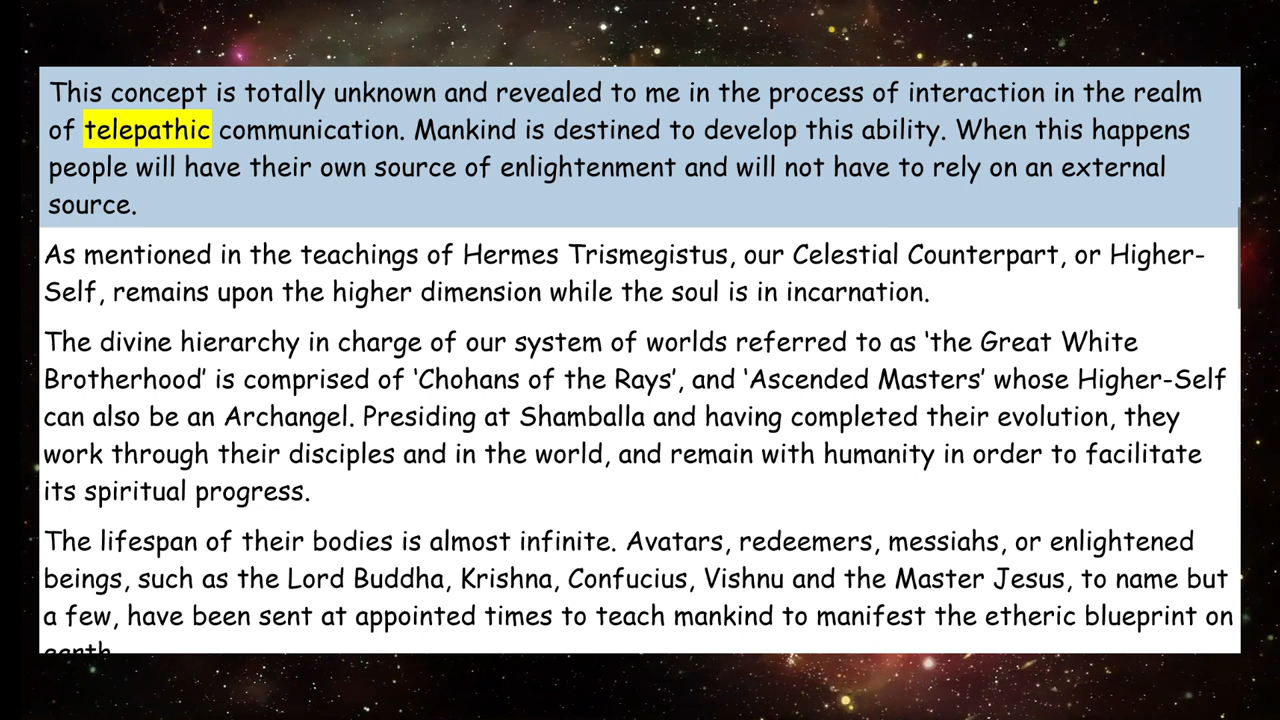 This concept is totally unknown and revealed to me in the process of interaction in the realm
of telepathic communication. Mankind is destined to develop this ability. When this happens
people will have their own source of enlightenment and will not have to rely on an external
source.
As mentioned in the teachings of Hermes Trismegistus, our Celestial Counterpart, or Higher-
Self, remains upon the higher dimension while the soul is in incarnation.
The divine hierarchy in charge of our system of worlds referred to as ‘the Great White
Brotherhood’ is comprised of ‘Chohans of the Rays’, and ‘Ascended Masters’ whose Higher-Self
can also be an Archangel. Presiding at Shamballa and having completed their evolution, they
work through their disciples and in the world, and remain with humanity in order to facilitate
its spiritual progress.
The lifespan of their bodies is almost infinite. Avatars, redeemers, messiahs, or enlightened
beings, such as the Lord Buddha, Krishna, Confucius, Vishnu and the Master Jesus, to name but
a few, have been sent at appointed times to teach mankind to manifest the etheric blueprint on
earth